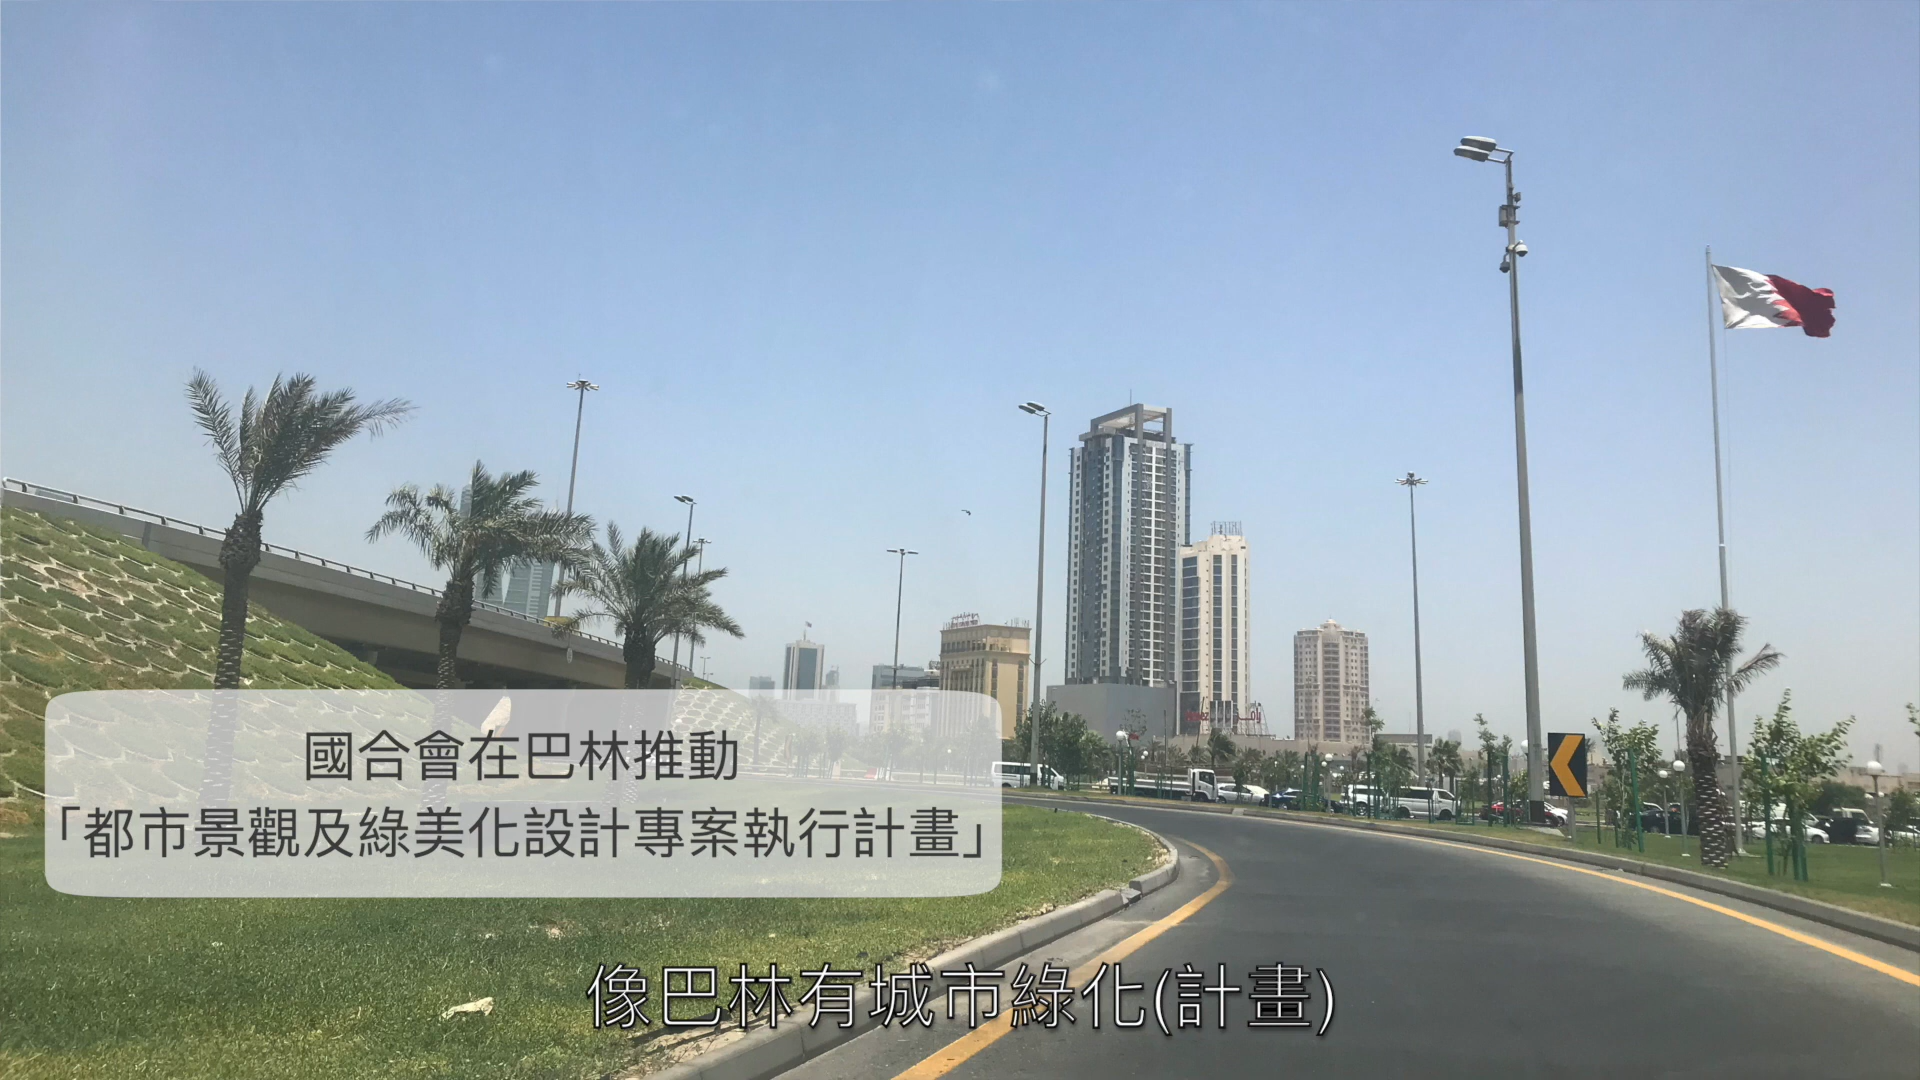 國合會在巴林推動
「都市景觀及綠美化設計專案執行計畫」
像巴林有城市綠化(計畫)